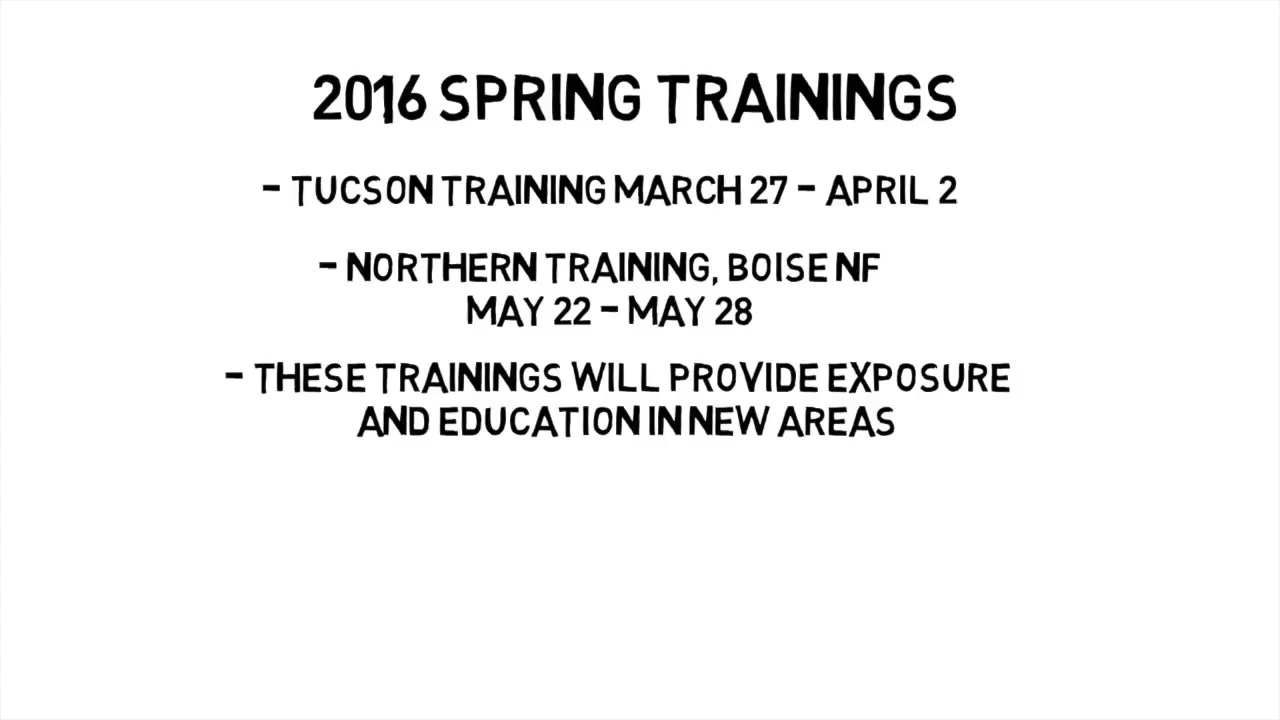 2016 SPRING TRAININGS
- TUCSON TRAINING MARCH 27 - APRIL 2
- NORTHERN TRAINING, BOISE NF
MAY 22 - MAY 28
- THESE TRAININGS WILL PROVIDE EXPOSURE
AND EDUCATION IN NEW AREAS